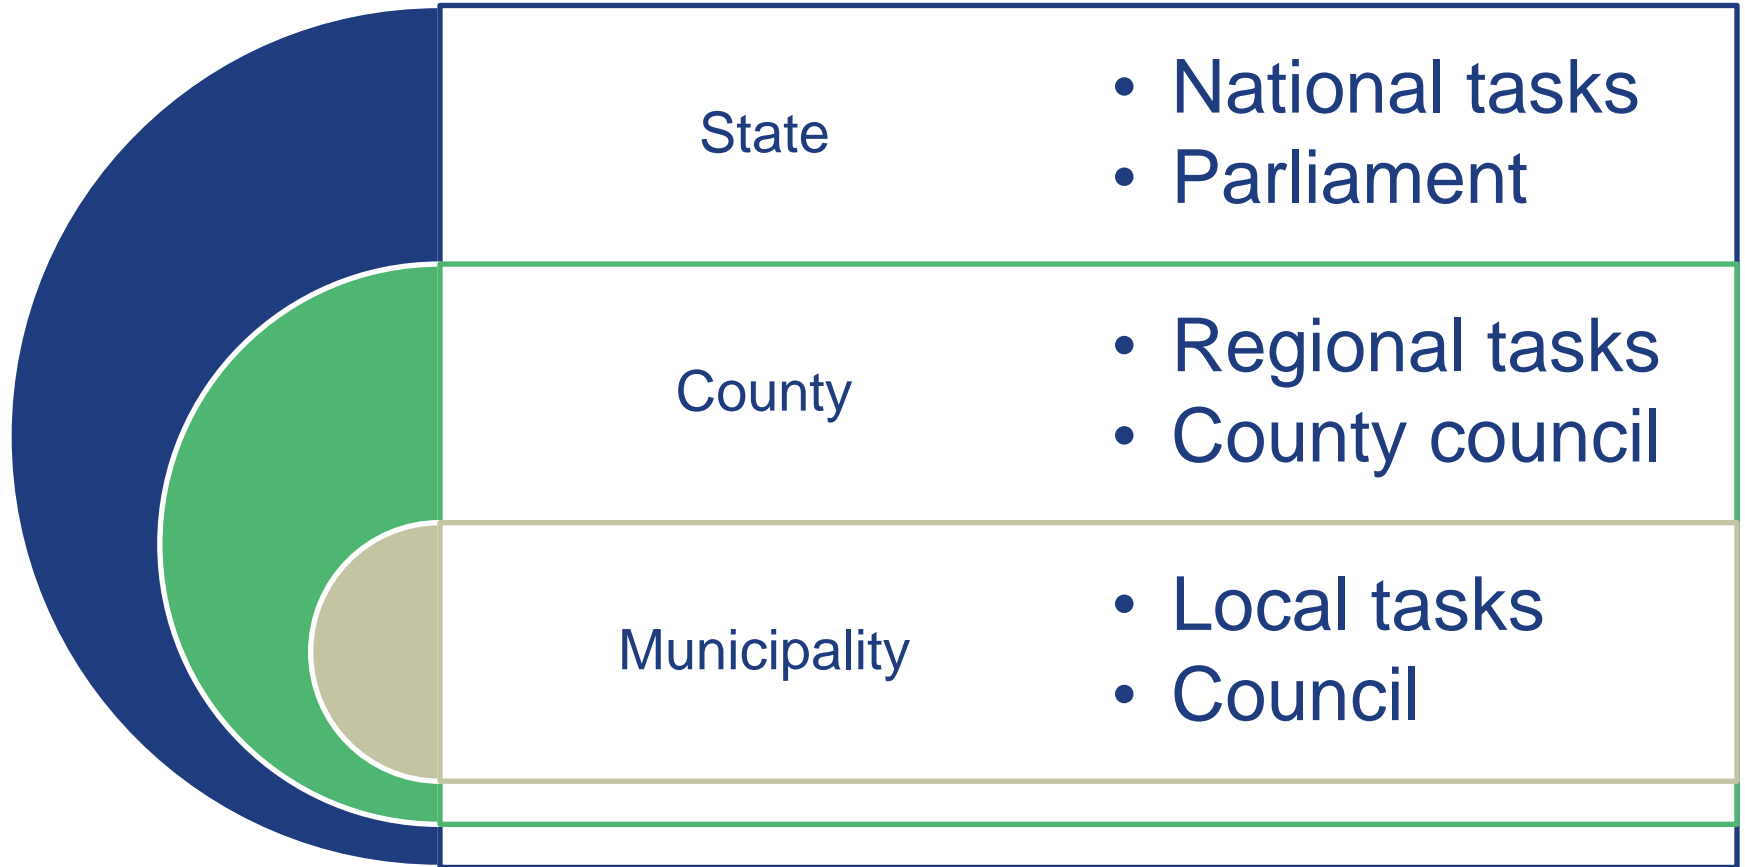 State
• National tasks
• Parliament
County
• Regional tasks
• County council
Municipality
• Local tasks
• Council